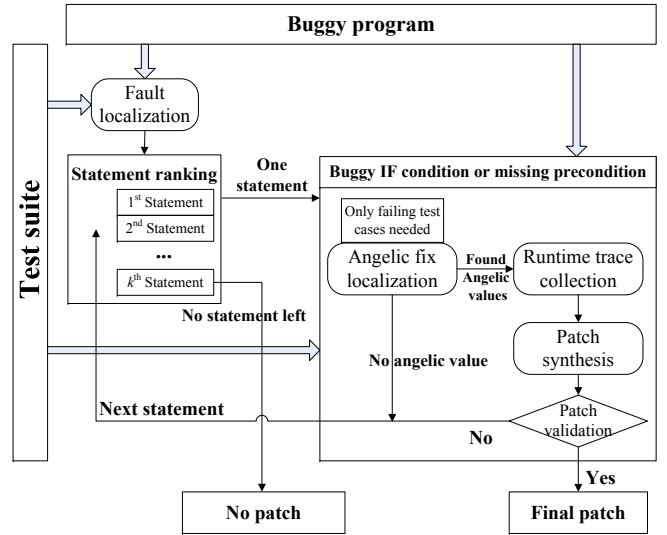 Buggy program
Test suite
Fault
localization
Statement ranking
1st Statement
2nd Statement
...
kth Statement
One
statement
No statement left
Next statement
Buggy IF condition or missing precondition
Only failing test
cases needed
Angelic fix
localization
Found
Angelic
values
Runtime trace
collection
No angelic value
Patch
synthesis
Patch
validation
No
Yes
No patch
Final patch